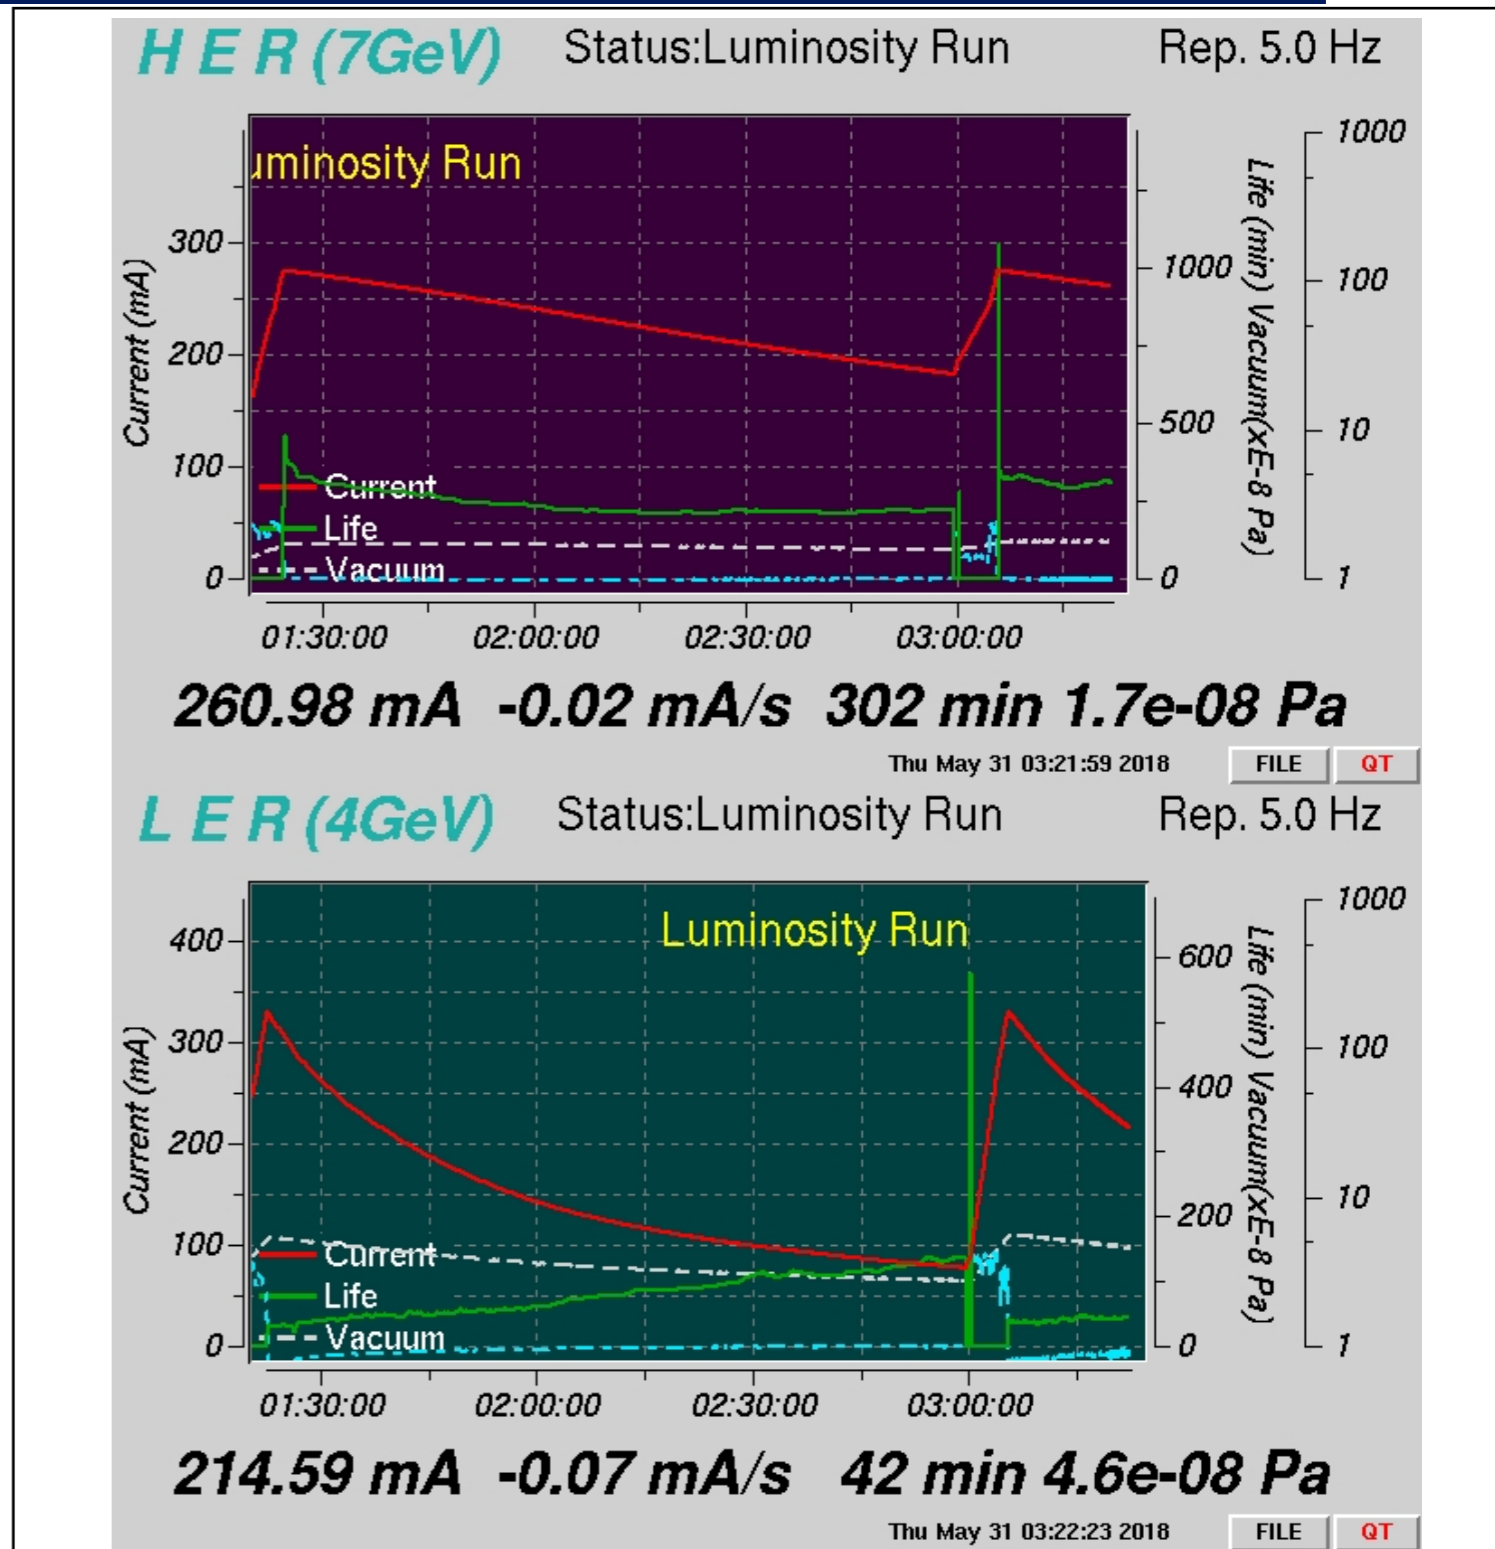 H E R (7GeV) Status:Luminosity Run Rep. 5.0 Hz
uminosity Run
Current (mA)
300
200
100
0
Current
Life
Vacuum
1000
500
0
Life (min) Vacuum(xE-8 Pa)
1000
100
10
1
01:30:00 02:00:00 02:30:00 03:00:00
260.98 mA -0.02 mA/s 302 min 1.7e-08 Pa
Thu May 31 03:21:59 2018 FILE QT
L E R (4GeV) Status:Luminosity Run Rep. 5.0 Hz
Luminosity Run
Current (mA)
400
300
200
100
0
Current
Life
Vacuum
600
400
200
0
Life (min) Vacuum(xE-8 Pa)
1000
100
10
1
01:30:00 02:00:00 02:30:00 03:00:00
214.59 mA -0.07 mA/s 42 min 4.6e-08 Pa
Thu May 31 03:22:23 2018 FILE QT